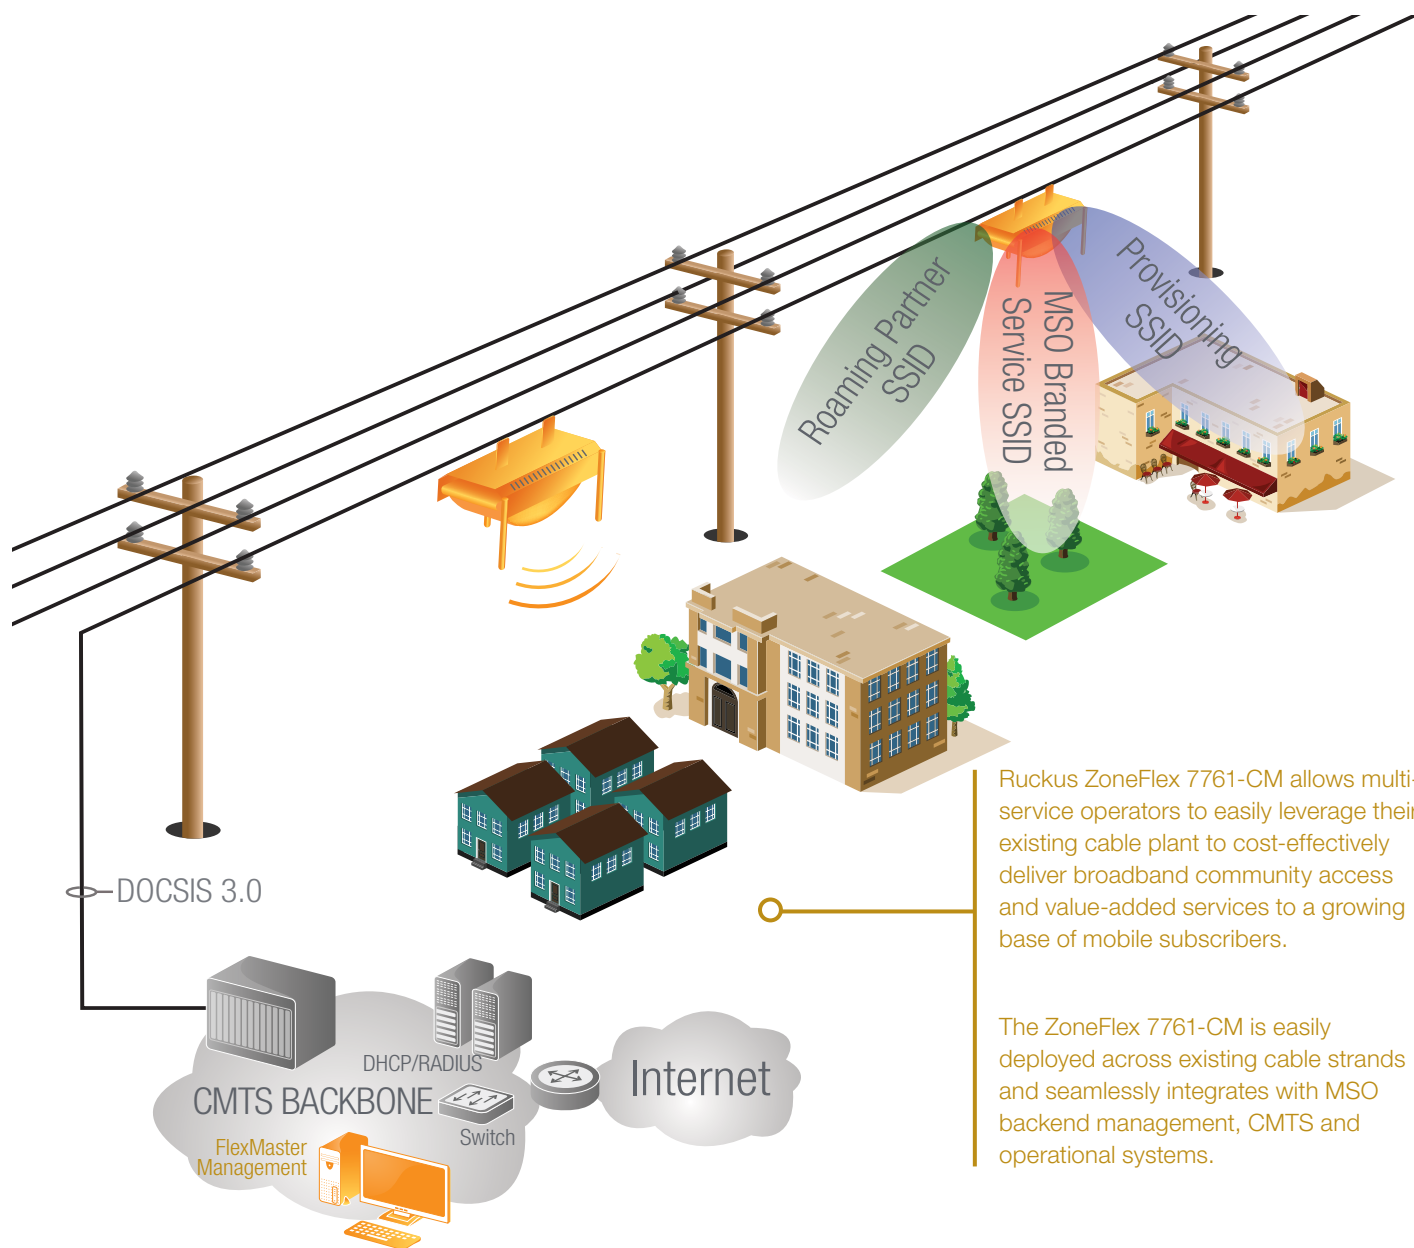 Roaming Partner
SSID
MSO Branded
Service SSID
Provisioning
SSID
DOCSIS 3.0
DHCP/RADIUS
CMTS BACKBONE
Switch
FlexMaster
Management
Internet
Ruckus ZoneFlex 7761-CM allows multi-
service operators to easily leverage their
existing cable plant to cost-effectively
deliver broadband community access
and value-added services to a growing
base of mobile subscribers.
The ZoneFlex 7761-CM is easily
deployed across existing cable strands
and seamlessly integrates with MSO
backend management, CMTS and
operational systems.